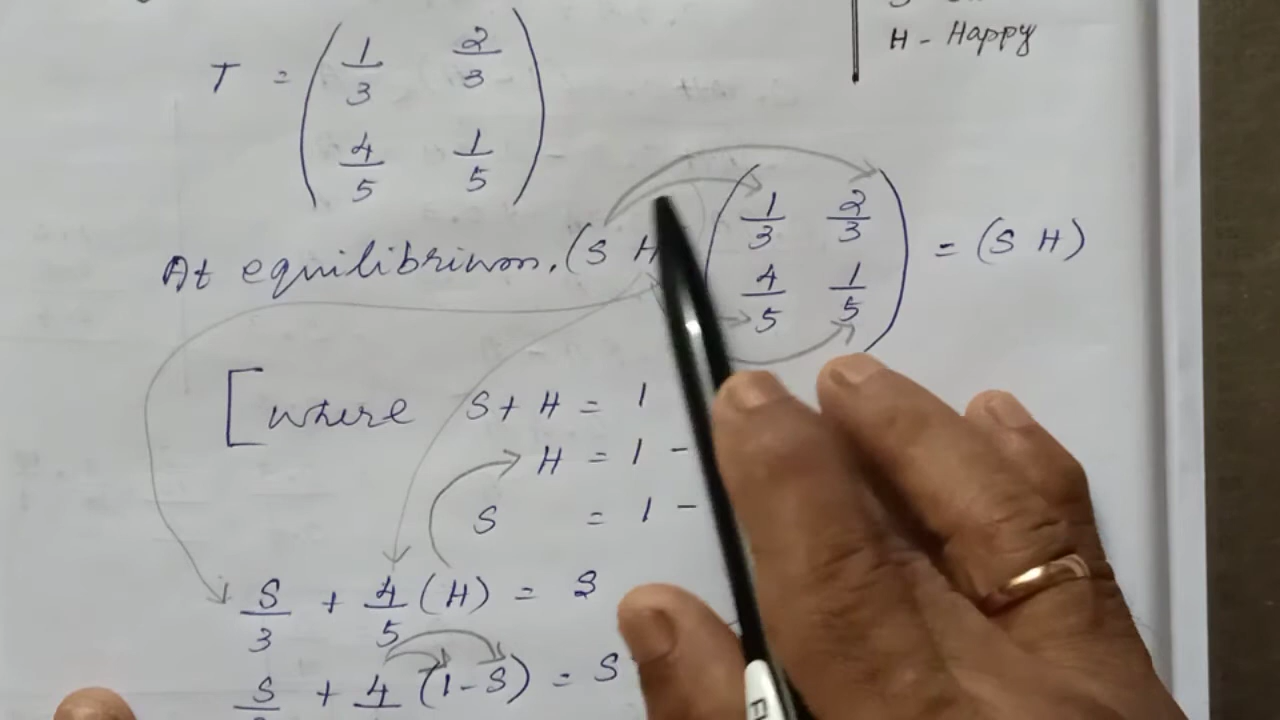 H - Happy
T = ( 1/3 2/3
4/5 1/5 )
At equilibrium, (S H ( 1/3 2/3
4/5 1/5 ) = (S H)
[ where S + H = 1
H = 1 -
S = 1 -
S/3 + 4/5 (H) = S
S + 4 (1-S) = S